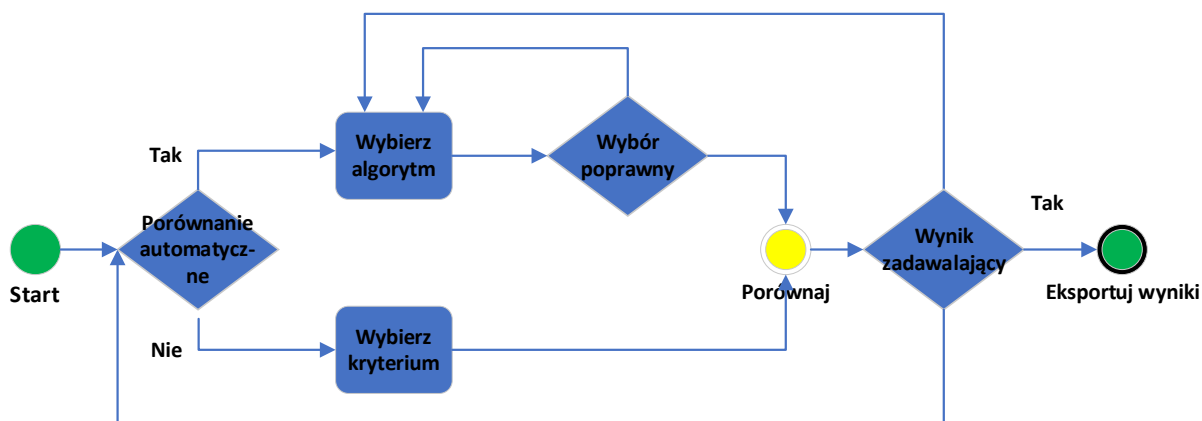 Wybierz
algorytm
Wybór
poprawny
Tak
Tak
Porównanie
automatycz-
ne
Wynik
zadawalający
Start
Porównaj
Eksportuj wyniki
Nie
Wybierz
kryterium